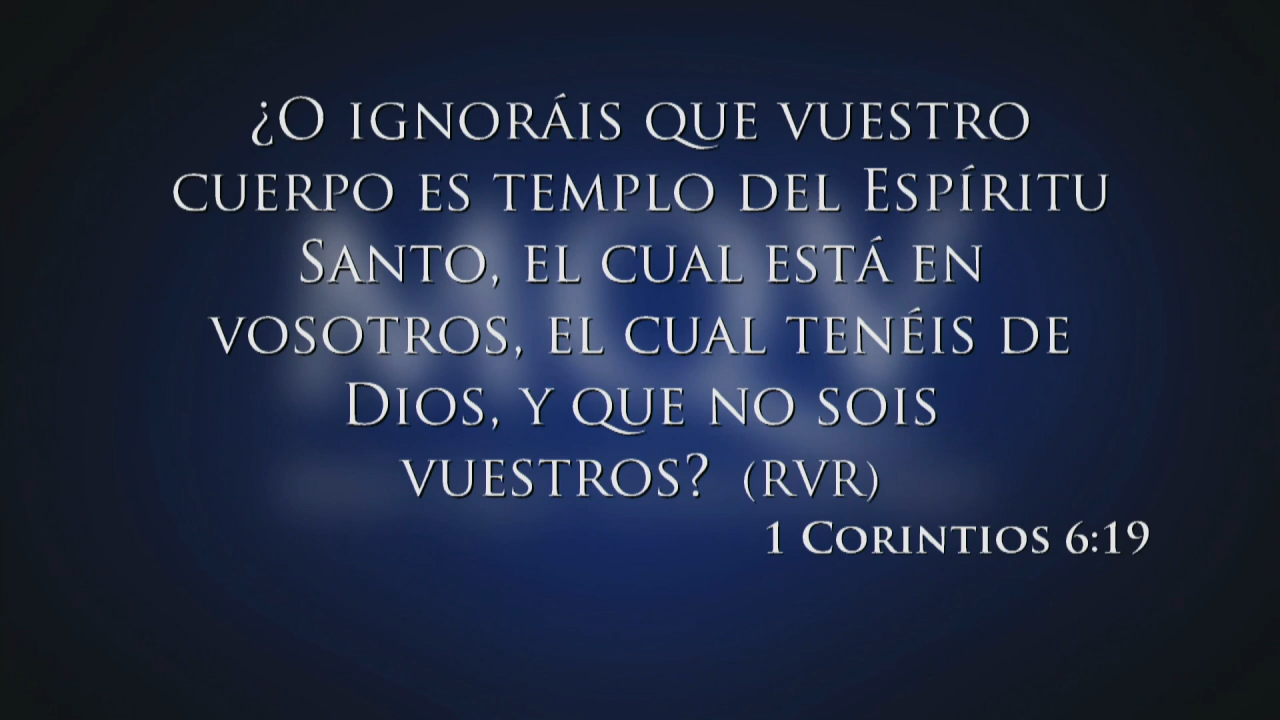 ¿O ignoráis que vuestro
cuerpo es templo del Espíritu
Santo, el cual está en
vosotros, el cual tenéis de
Dios, y que no sois
vuestros? (RVR)
1 Corintios 6:19